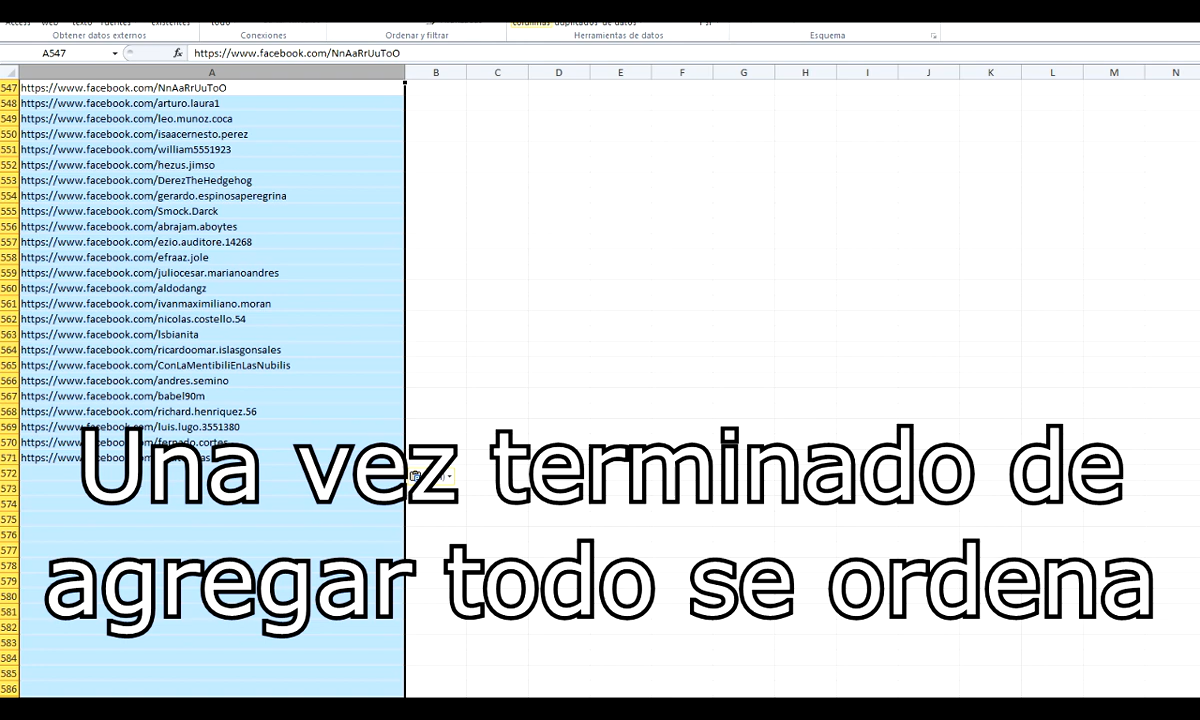 Obtener datos externos
Conexiones
Ordenar y filtrar
Herramientas de datos
Esquema
A547
fx
https://www.facebook.com/NnAaRrUuToO
A B C D E F G H I J K L M N
547 https://www.facebook.com/NnAaRrUuToO
548 https://www.facebook.com/arturo.laura1
549 https://www.facebook.com/leo.munoz.coca
550 https://www.facebook.com/isaacernesto.perez
551 https://www.facebook.com/william5551923
552 https://www.facebook.com/hezus.jimso
553 https://www.facebook.com/DerezTheHedgehog
554 https://www.facebook.com/gerardo.espinosaperegrina
555 https://www.facebook.com/Smock.Darck
556 https://www.facebook.com/abrajam.aboytes
557 https://www.facebook.com/ezio.auditore.14268
558 https://www.facebook.com/efraaz.jole
559 https://www.facebook.com/juliocesar.marianoandres
560 https://www.facebook.com/aldodangz
561 https://www.facebook.com/ivanmaximiliano.moran
562 https://www.facebook.com/nicolas.costello.54
563 https://www.facebook.com/lsbianita
564 https://www.facebook.com/ricardoomar.islasgonsales
565 https://www.facebook.com/ConLaMentibiliEnLasNubilis
566 https://www.facebook.com/andres.semino
567 https://www.facebook.com/babel90m
568 https://www.facebook.com/richard.henriquez.56
569 https://www.facebook.com/luis.lugo.3551380
570 https://www.facebook.com/fernado.cortes
571
572
573
574
575
576
577
578
579
580
581
582
583
584
585
586
Una vez terminado de
agregar todo se ordena